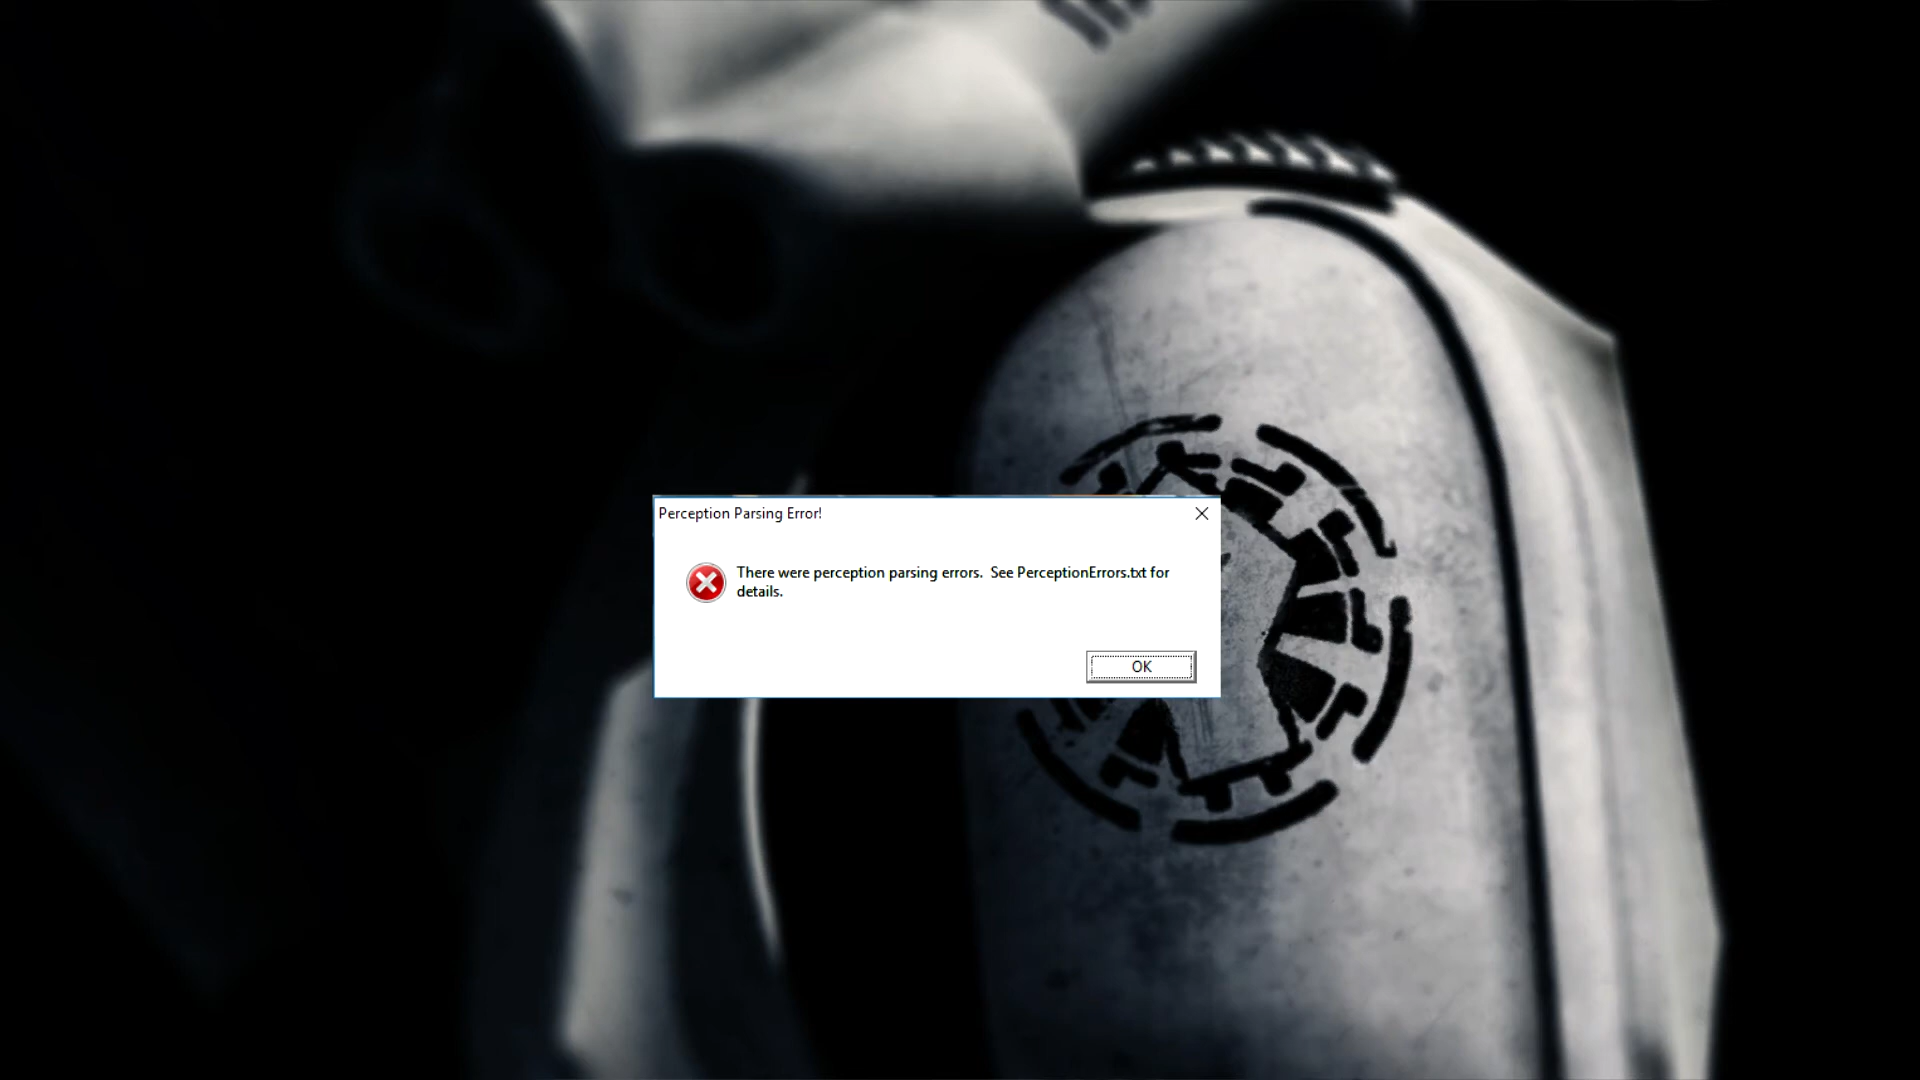 Perception Parsing Error!
There were perception parsing errors.  See PerceptionErrors.txt for
details.
OK